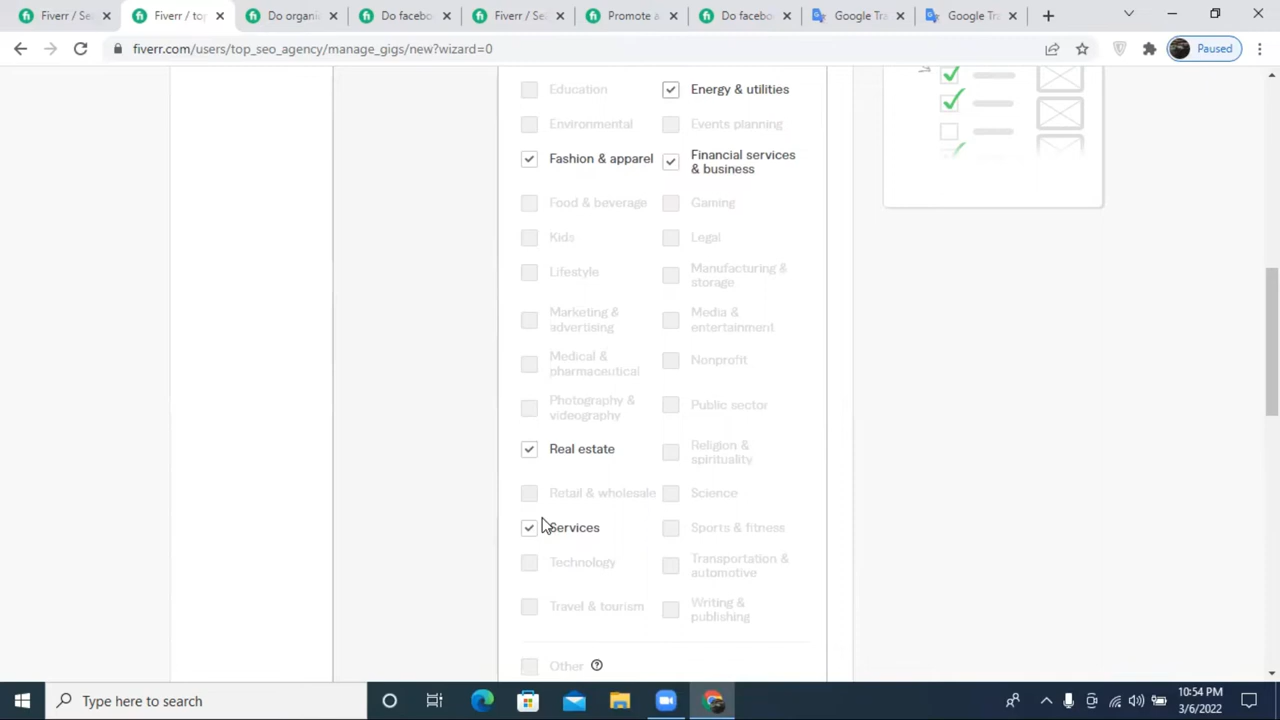 Fiverr / Se
Fiverr / top
Do organi
Do faceboo
Fiverr / Se
Promote a
Do faceboo
Google Tra
Google Tra
fiverr.com/users/top_seo_agency/manage_gigs/new?wizard=0
Paused
Education
Energy & utilities
Environmental
Events planning
Fashion & apparel
Financial services
& business
Food & beverage
Gaming
Kids
Legal
Lifestyle
Manufacturing &
storage
Marketing &
advertising
Media &
entertainment
Medical &
pharmaceutical
Nonprofit
Photography &
videography
Public sector
Real estate
Religion &
spirituality
Retail & wholesale
Science
Services
Sports & fitness
Technology
Transportation &
automotive
Travel & tourism
Writing &
publishing
Other
Type here to search
10:54 PM
3/6/2022